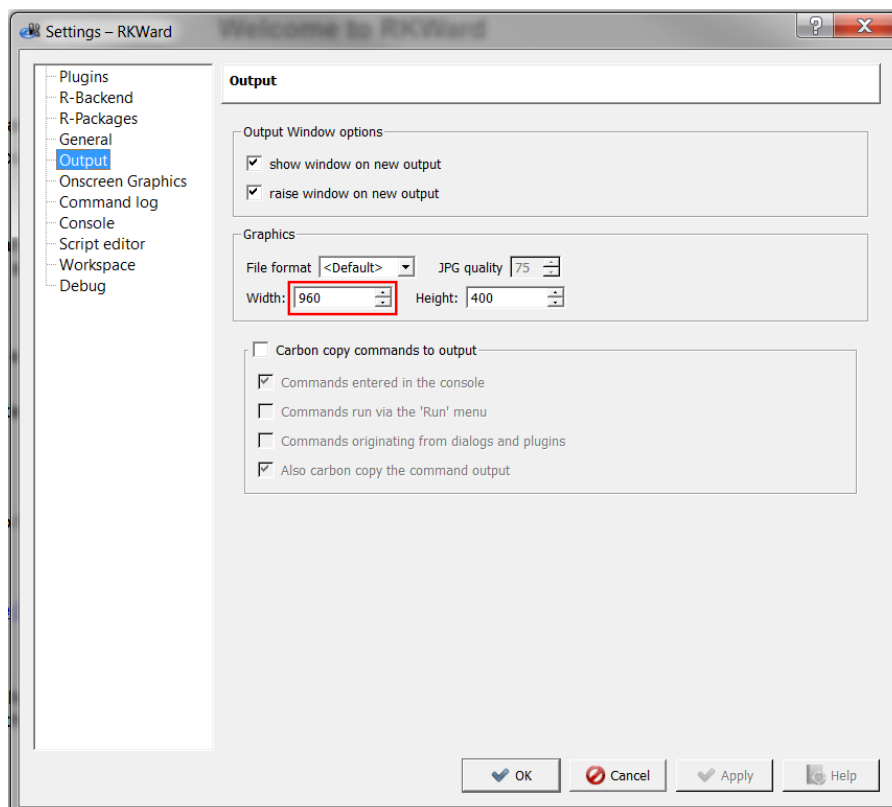 Settings – RKWard
Welcome to RKWard
Plugins
R-Backend
R-Packages
General
Output
Onscreen Graphics
Command log
Console
Script editor
Workspace
Debug
Output
Output Window options
show window on new output
raise window on new output
Graphics
File format <Default> JPG quality 75
Width: 960 Height: 400
Carbon copy commands to output
Commands entered in the console
Commands run via the 'Run' menu
Commands originating from dialogs and plugins
Also carbon copy the command output
OK Cancel Apply Help